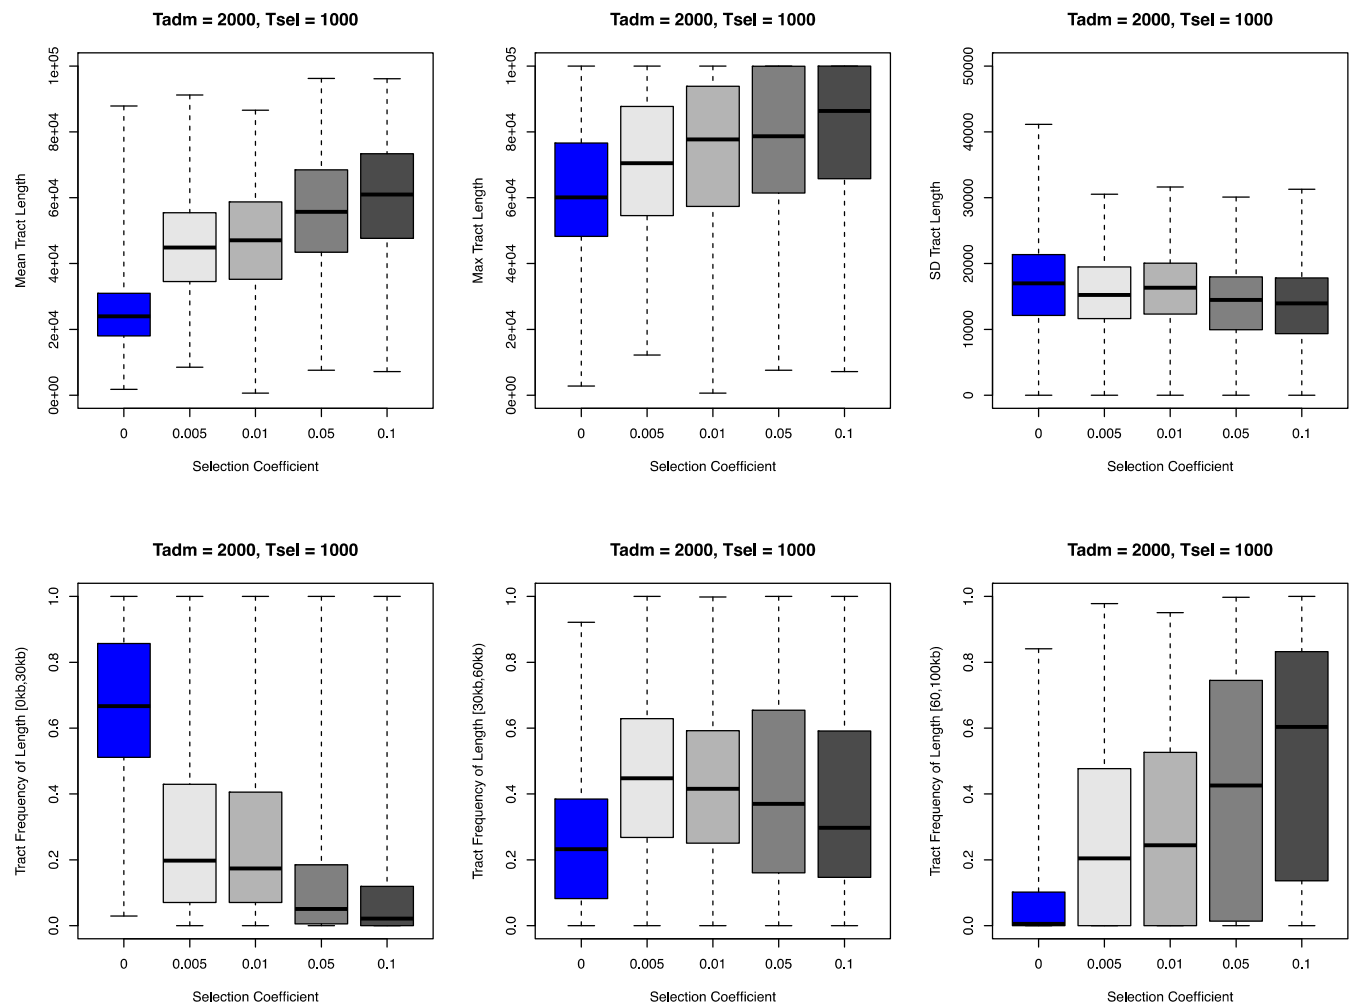 Tadm = 2000, Tsel = 1000
Mean Tract Length
0e+00 2e+04 4e+04 6e+04 8e+04 1e+05
0 0.005 0.01 0.05 0.1
Selection Coefficient
Tadm = 2000, Tsel = 1000
Max Tract Length
0e+00 2e+04 4e+04 6e+04 8e+04 1e+05
0 0.005 0.01 0.05 0.1
Selection Coefficient
Tadm = 2000, Tsel = 1000
SD Tract Length
0 10000 20000 30000 40000 50000
0 0.005 0.01 0.05 0.1
Selection Coefficient
Tadm = 2000, Tsel = 1000
Tract Frequency of Length [0kb,30kb)
0.0 0.2 0.4 0.6 0.8 1.0
0 0.005 0.01 0.05 0.1
Selection Coefficient
Tadm = 2000, Tsel = 1000
Tract Frequency of Length [30kb,60kb)
0.0 0.2 0.4 0.6 0.8 1.0
0 0.005 0.01 0.05 0.1
Selection Coefficient
Tadm = 2000, Tsel = 1000
Tract Frequency of Length [60,100kb)
0.0 0.2 0.4 0.6 0.8 1.0
0 0.005 0.01 0.05 0.1
Selection Coefficient